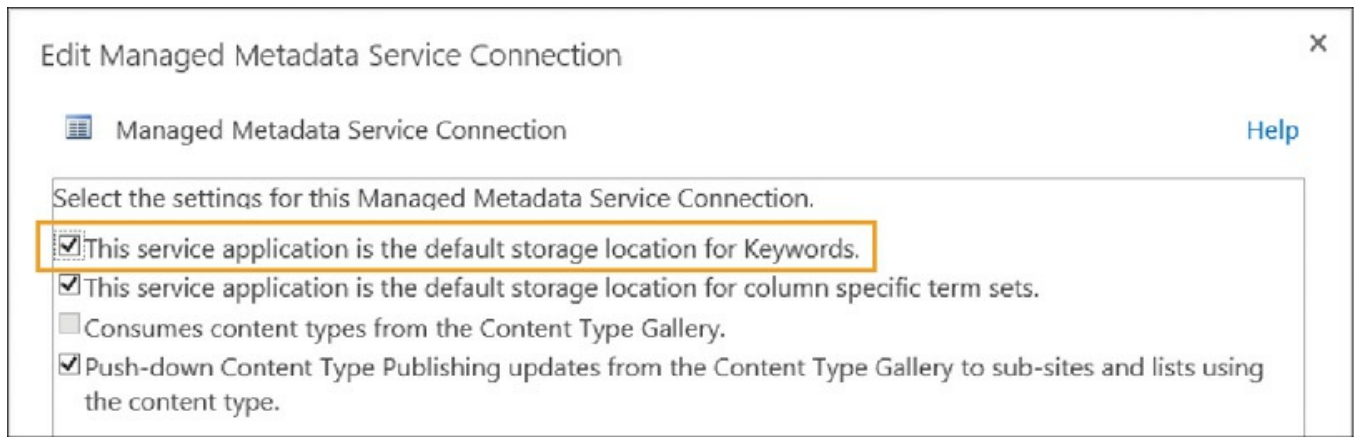 Edit Managed Metadata Service Connection
×
Managed Metadata Service Connection
Help
Select the settings for this Managed Metadata Service Connection.
This service application is the default storage location for Keywords.
This service application is the default storage location for column specific term sets.
Consumes content types from the Content Type Gallery.
Push-down Content Type Publishing updates from the Content Type Gallery to sub-sites and lists using
the content type.